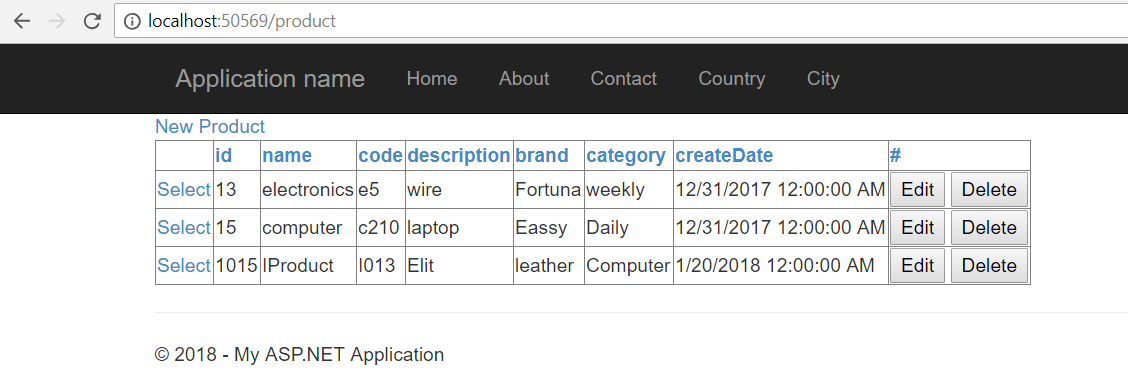 localhost:50569/product
Application name Home About Contact Country City
New Product
id name code description brand category createDate #
Select 13 electronics e5 wire Fortuna weekly 12/31/2017 12:00:00 AM Edit Delete
Select 15 computer c210 laptop Eassy Daily 12/31/2017 12:00:00 AM Edit Delete
Select 1015 lProduct l013 Elit leather Computer 1/20/2018 12:00:00 AM Edit Delete
© 2018 - My ASP.NET Application